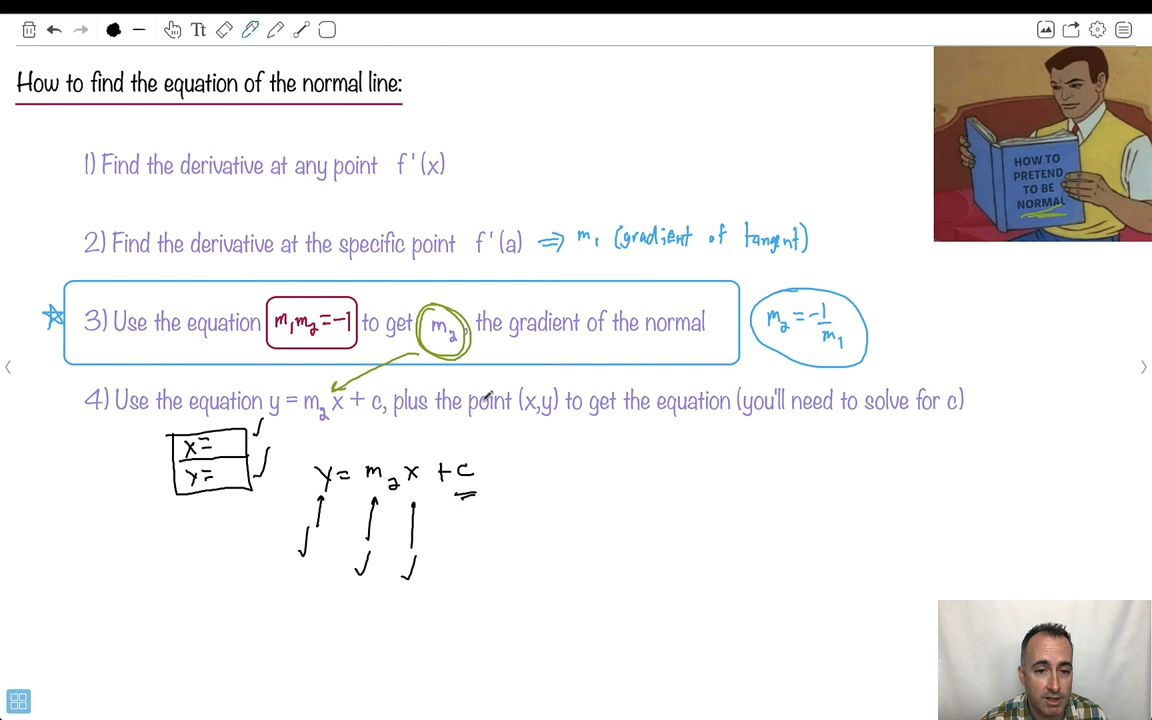 Tt
How to find the equation of the normal line:
HOW TO
PRETEND
TO BE
NORMAL
1) Find the derivative at any point f'(x)
2) Find the derivative at the specific point f'(a) ⇒ m₁ (gradient of tangent)
3) Use the equation m₁m₂=-1 to get m₂, the gradient of the normal
m₂ = -1/m₁
4) Use the equation y = m₂x + c, plus the point (x,y) to get the equation (you'll need to solve for c)
x=
y=
y= m₂x +c